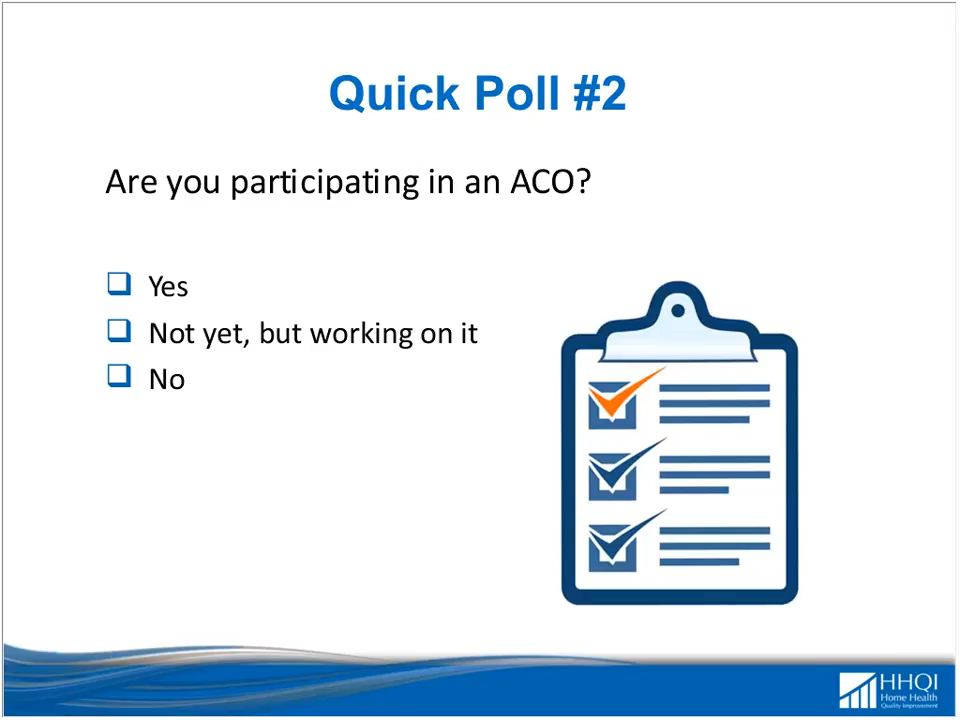 Quick Poll #2
Are you participating in an ACO?
Yes
Not yet, but working on it
No
HHQI
Home Health
Quality Improvement